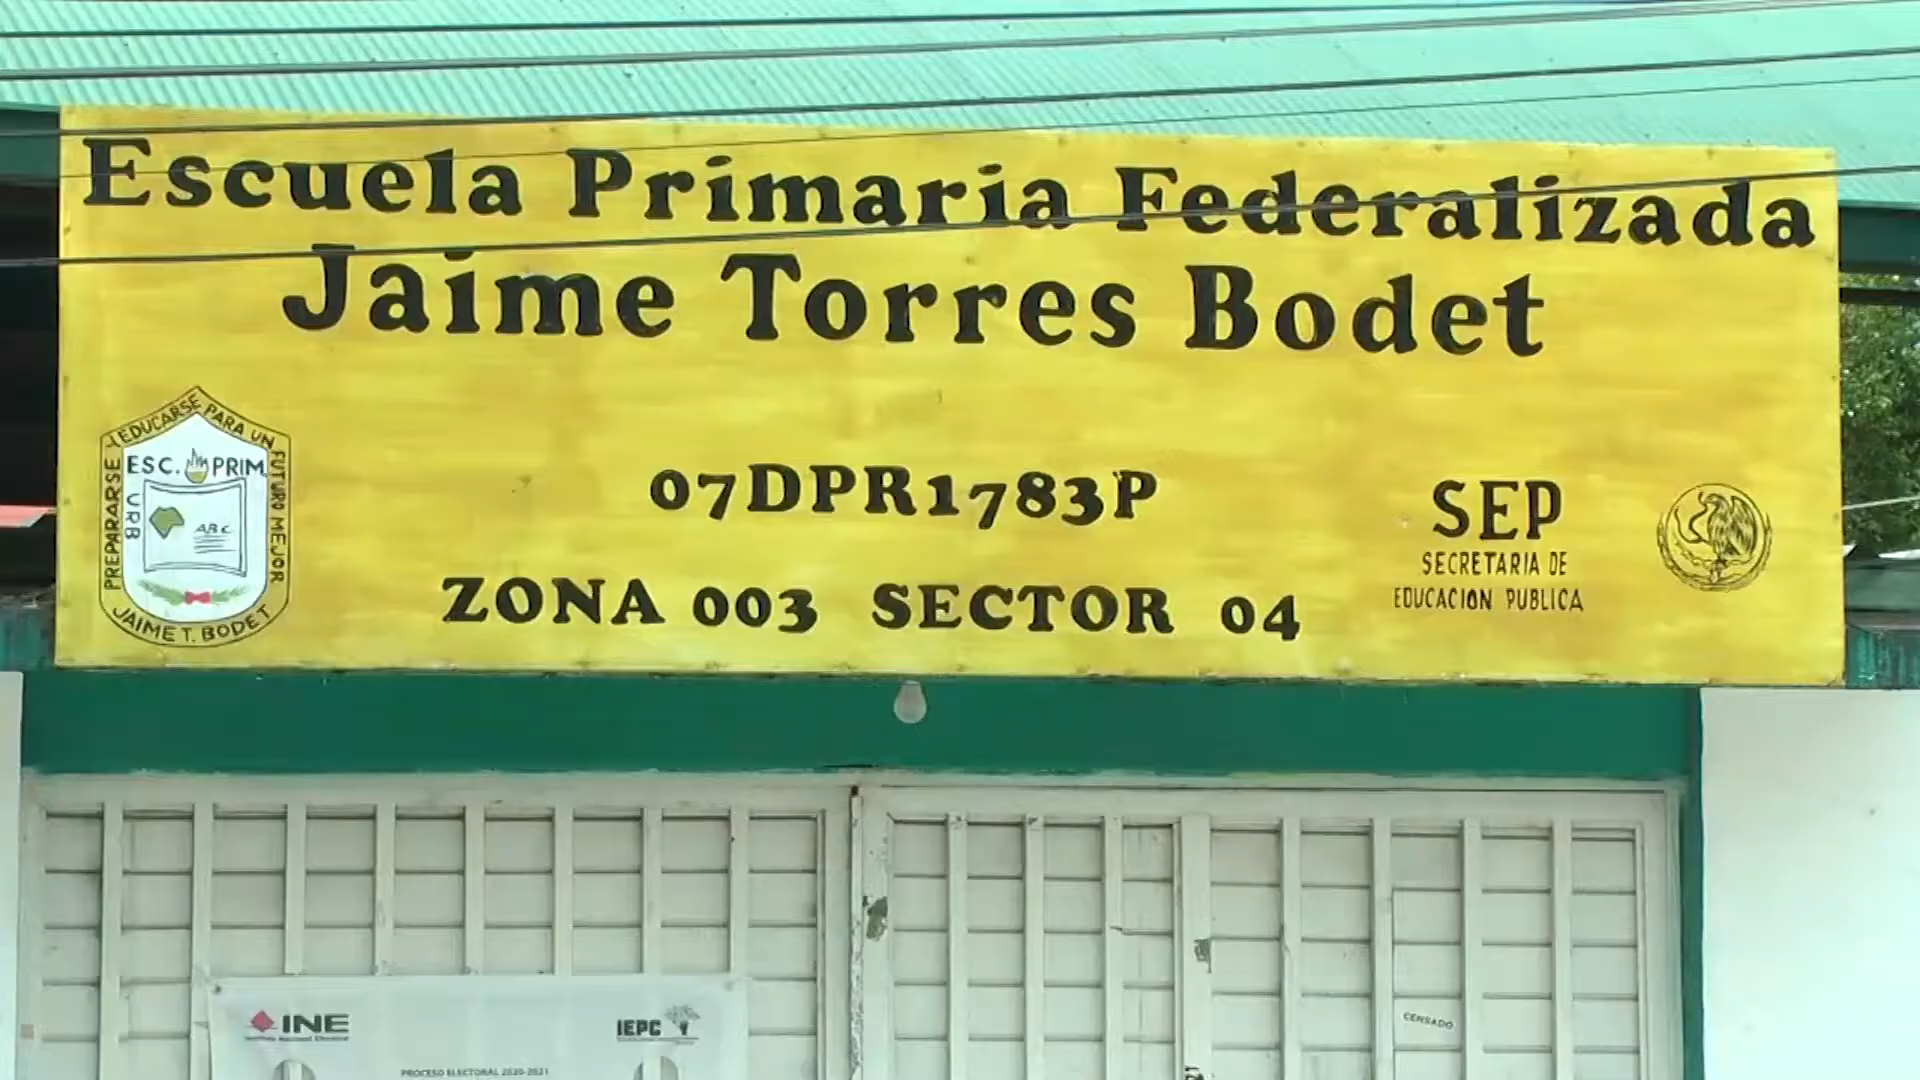 Escuela Primaria Federalizada
Jaime Torres Bodet
PREPARARSE Y EDUCARSE PARA UN FUTURO MEJOR
ESC. PRIM
URB
ABC
JAIME T. BODET
07DPR1783P
ZONA 003 SECTOR 04
SEP
SECRETARIA DE
EDUCACION PUBLICA
INE
Instituto Nacional Electoral
IEPC
PROCESO ELECTORAL 2020-2021
CENSADO